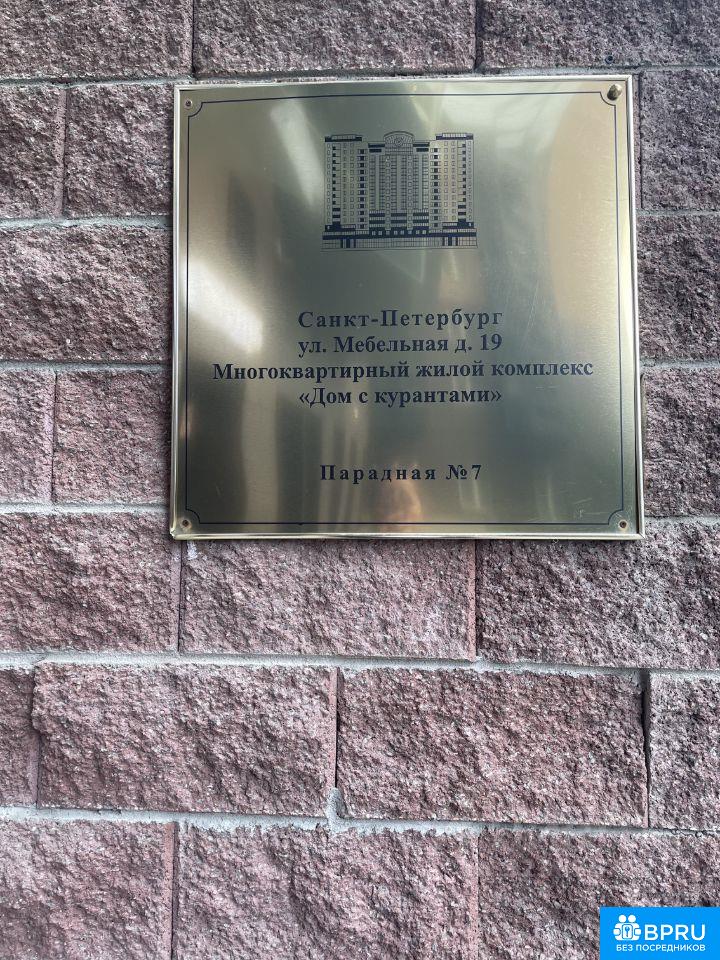 Санкт-Петербург
ул. Мебельная д. 19
Многоквартирный жилой комплекс
«Дом с курантами»
Парадная №7
BPRU
БЕЗ ПОСРЕДНИКОВ